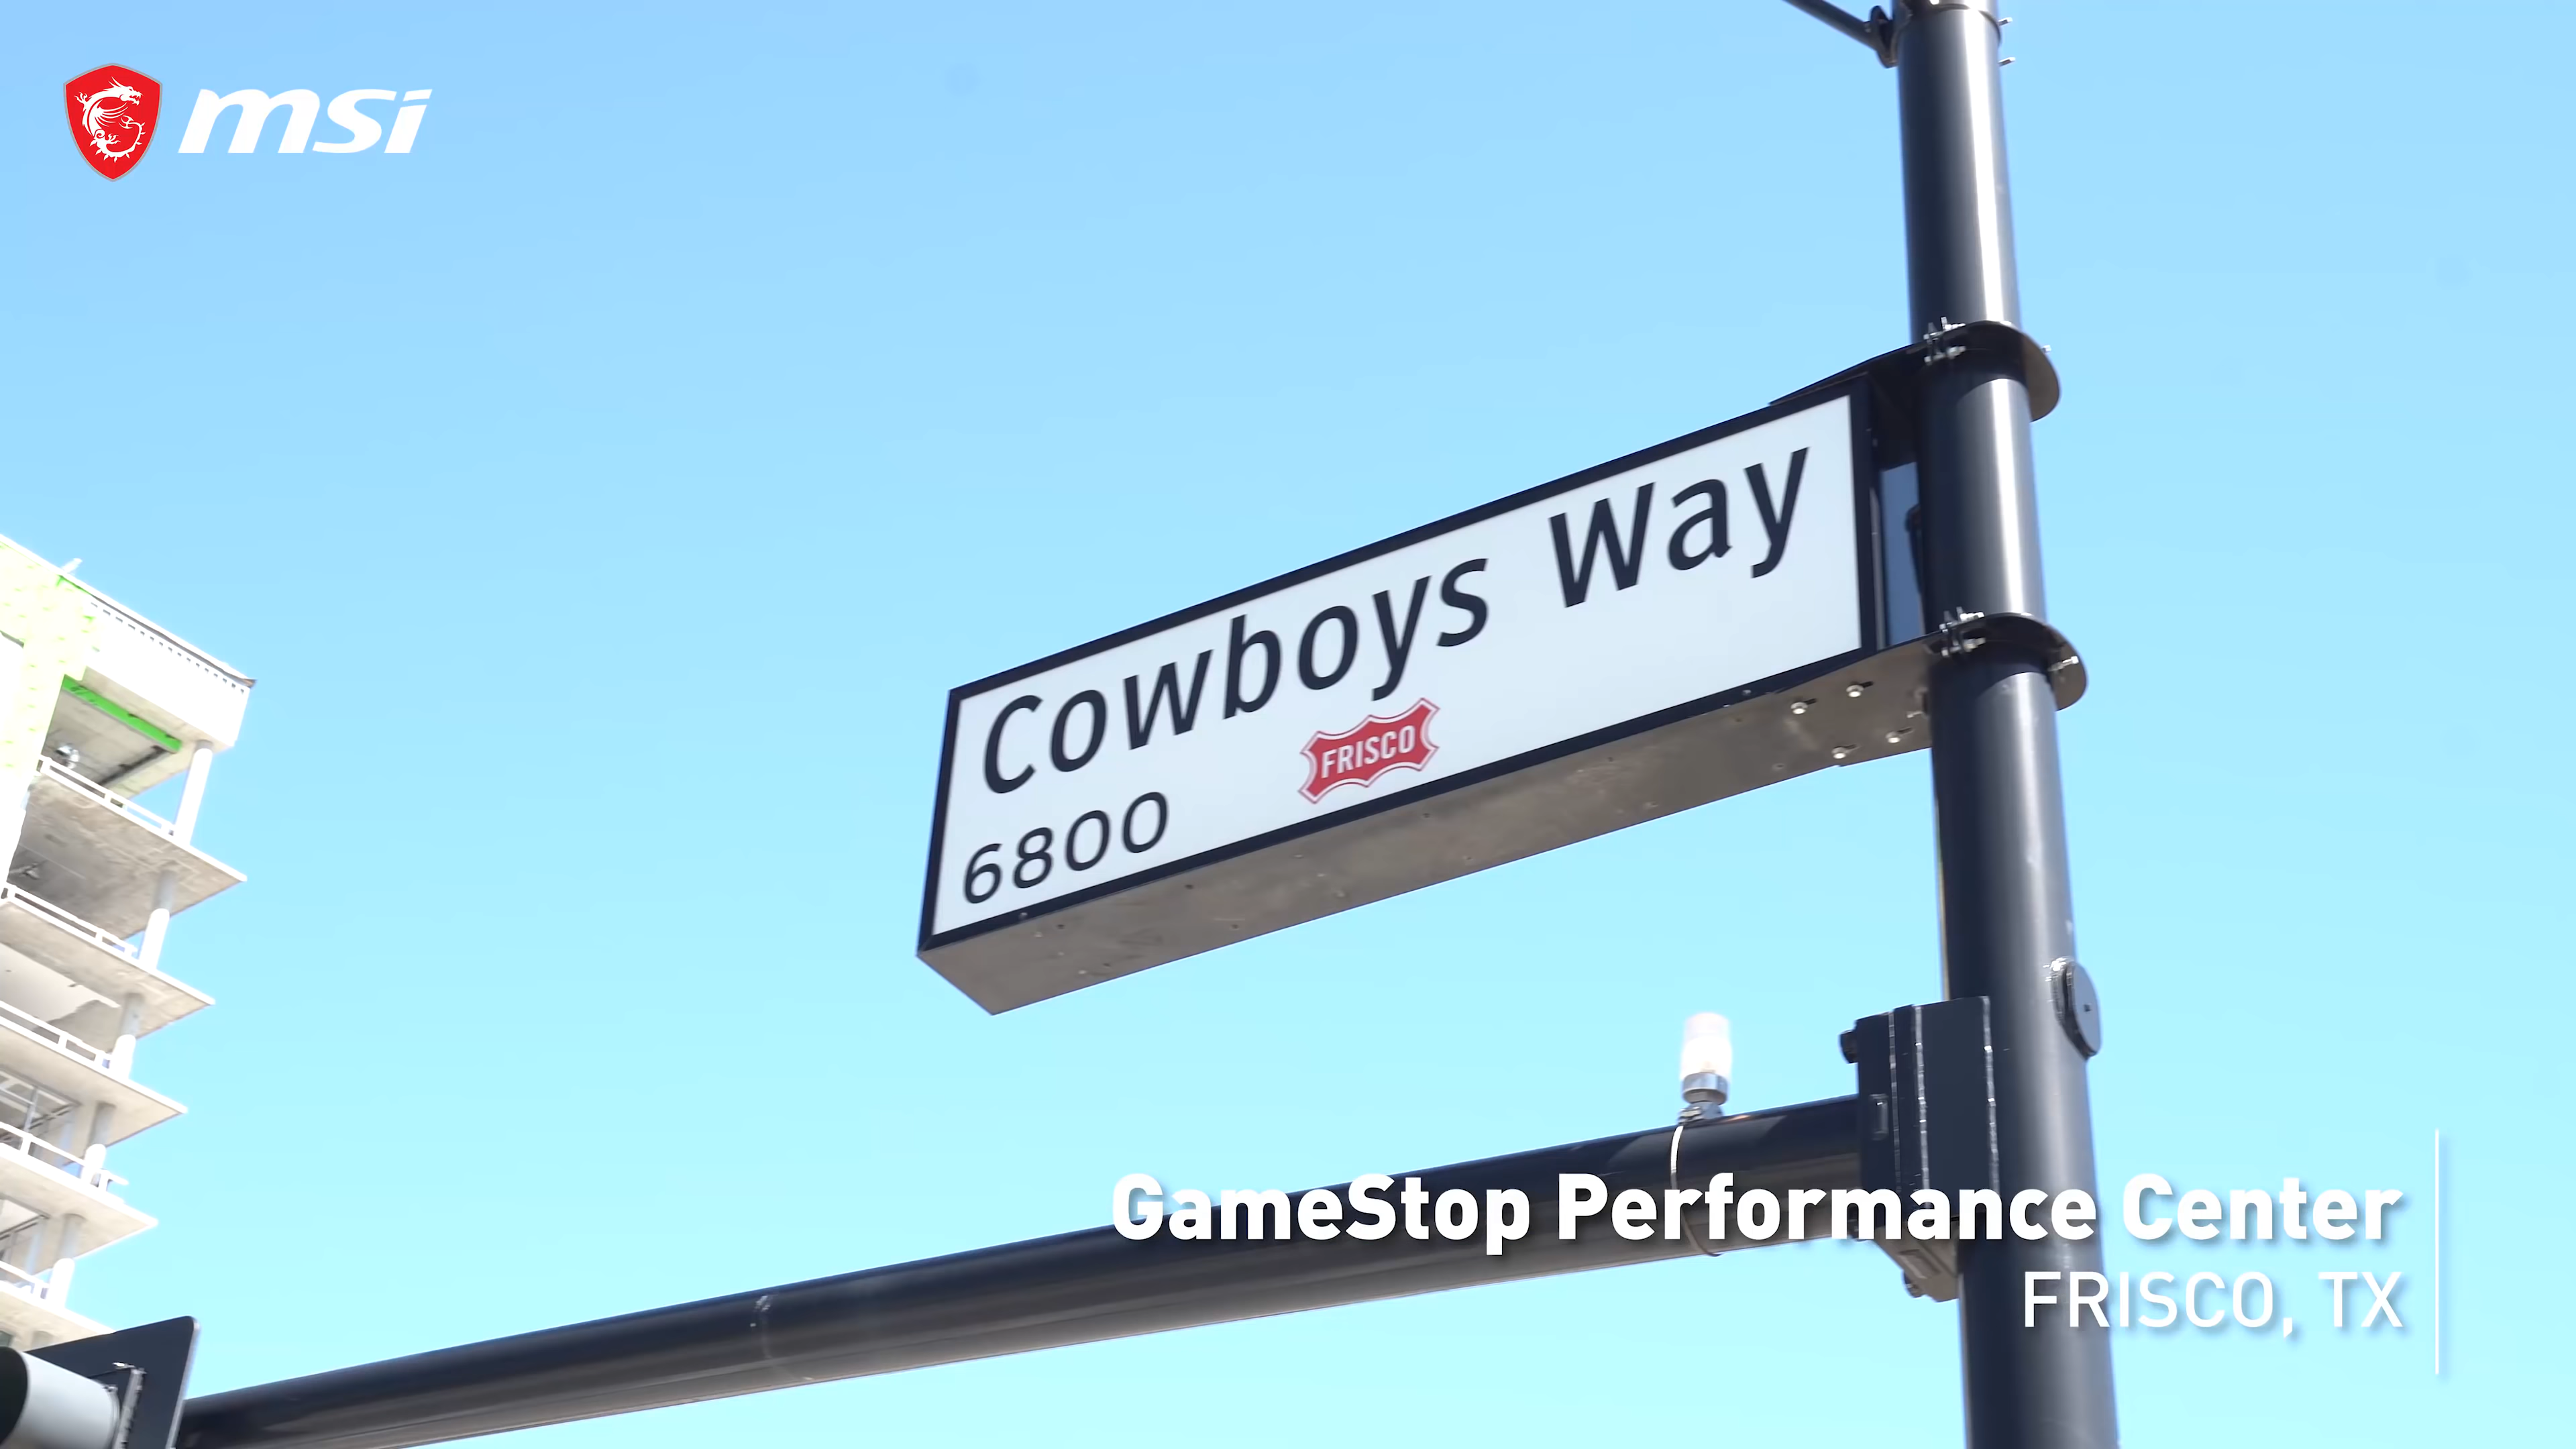 msi
Cowboys Way
FRISCO
6800
GameStop Performance Center
FRISCO, TX